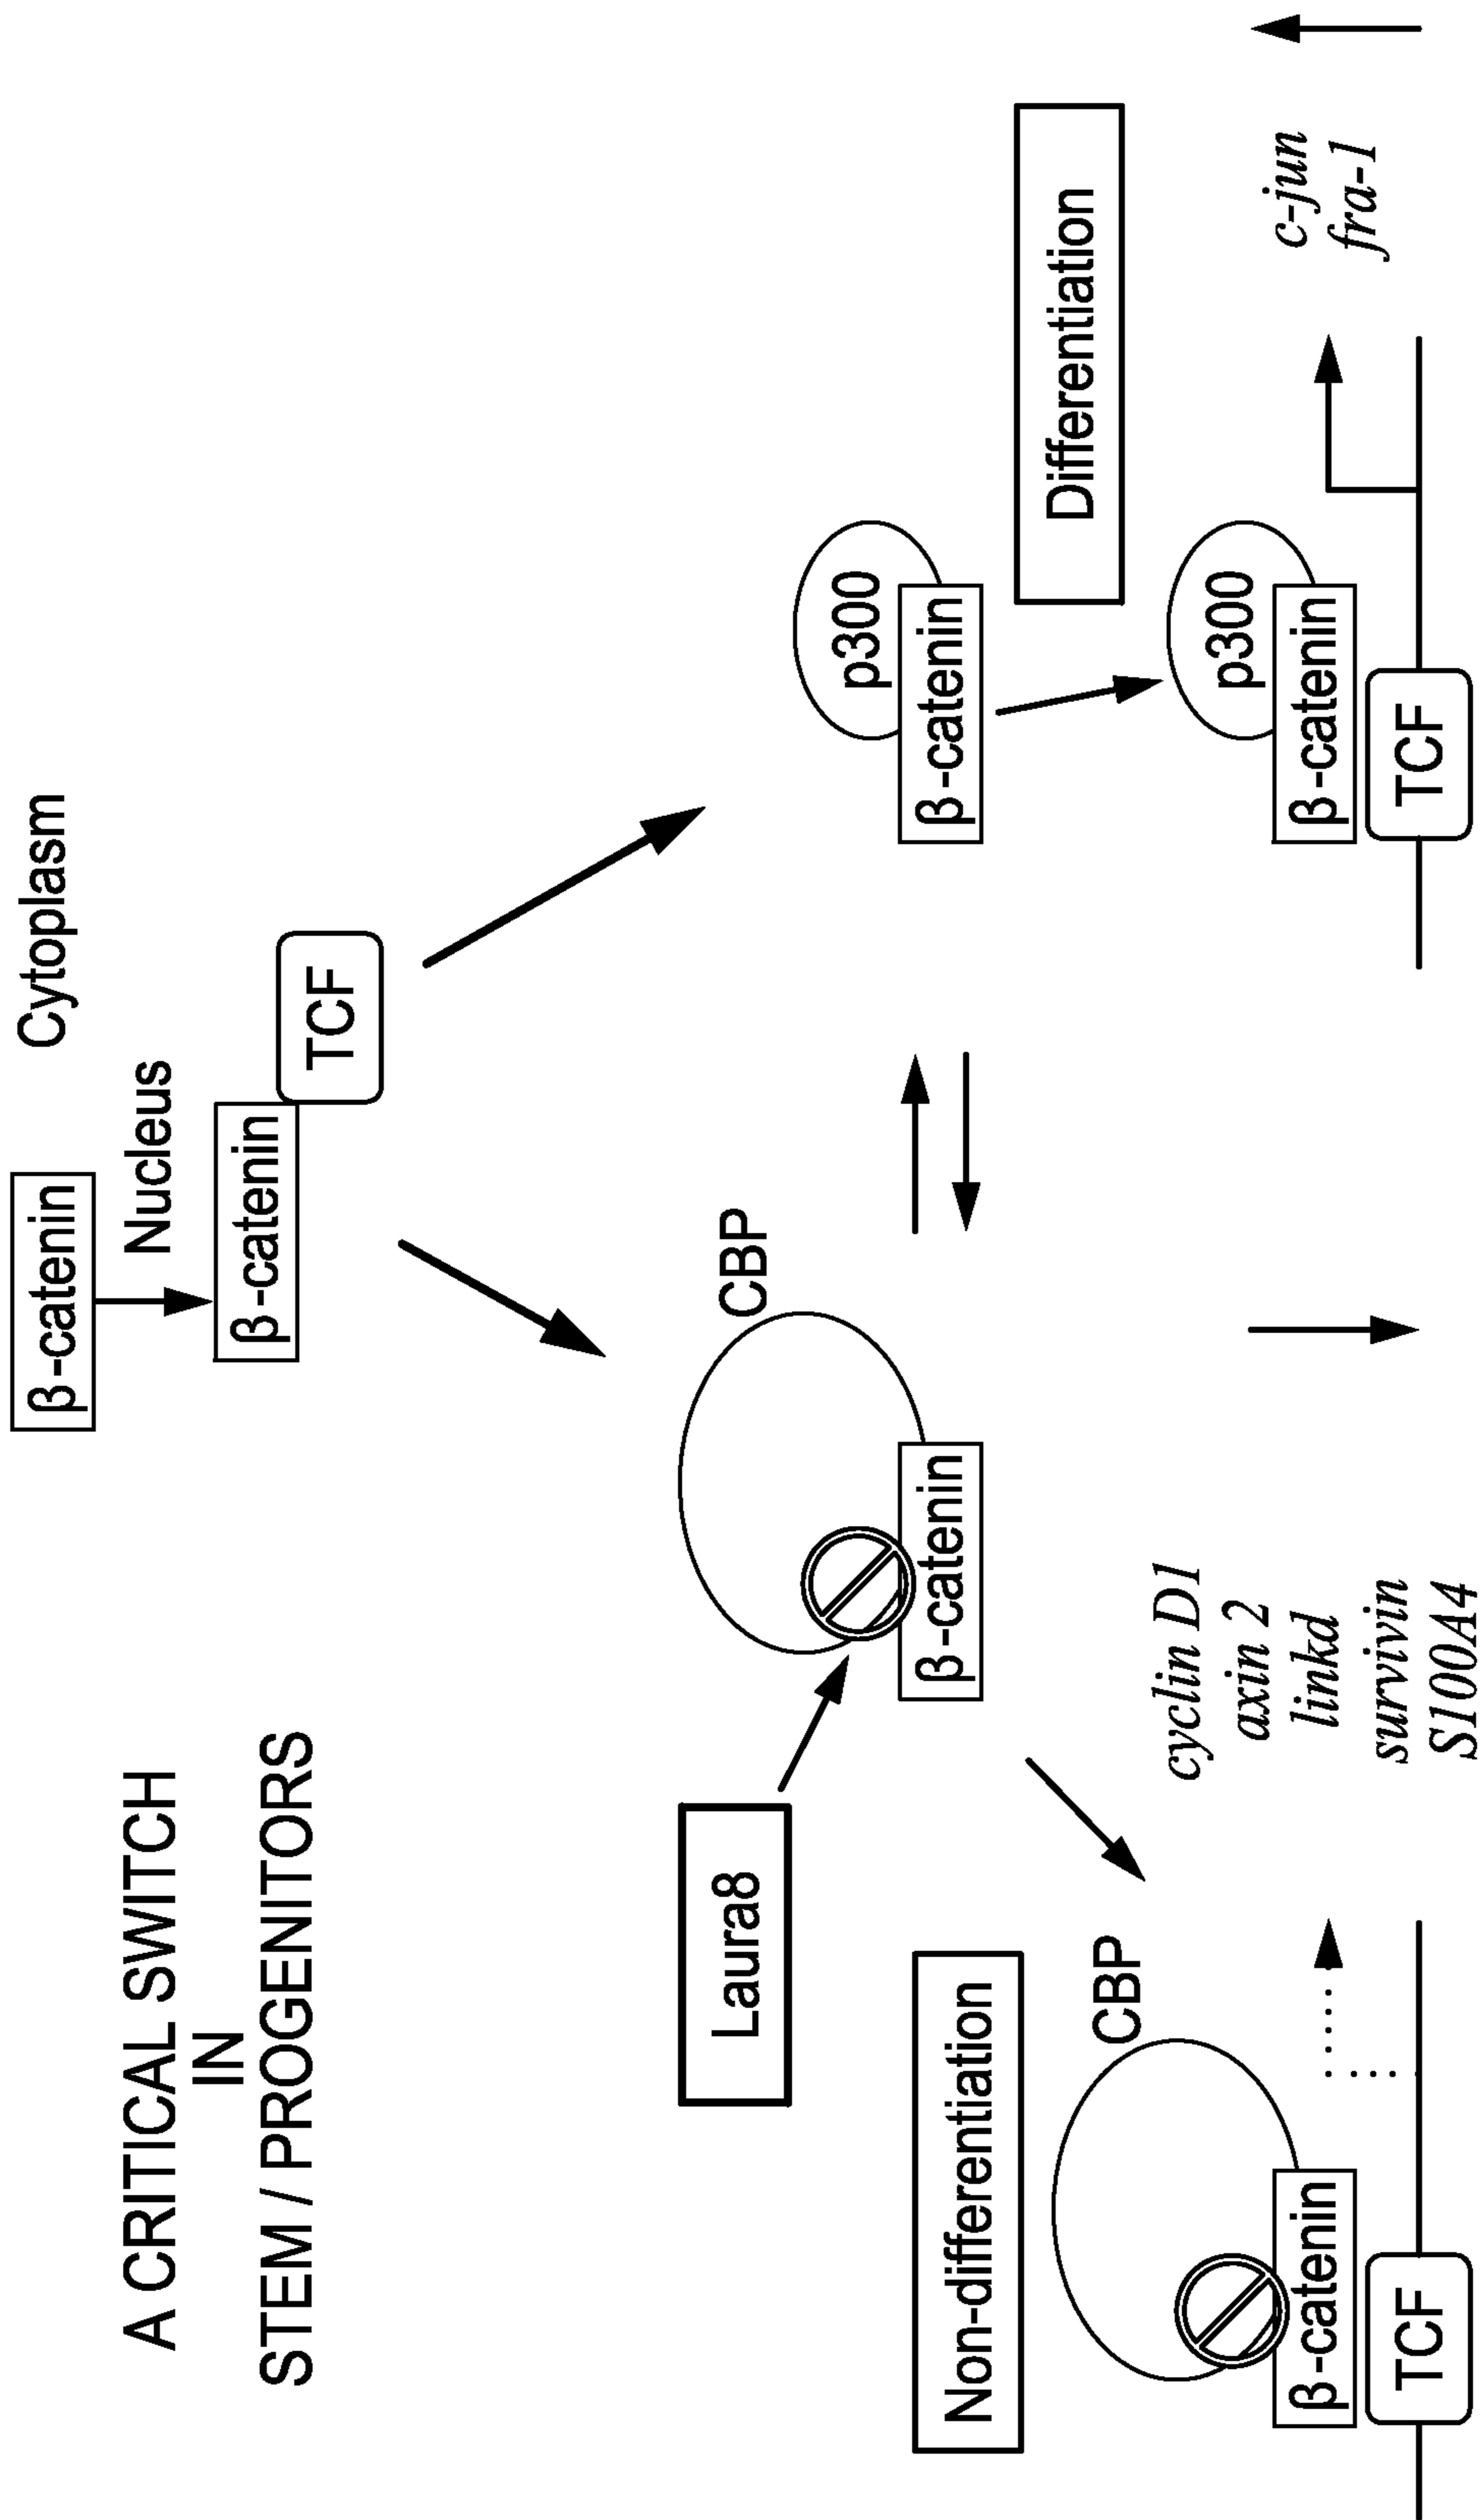 A CRITICAL SWITCH
IN
STEM / PROGENITORS
β-catenin
Cytoplasm
Nucleus
β-catenin
TCF
Laura8
CBP
β-catenin
p300
β-catenin
Non-differentiation
Differentiation
CBP
β-catenin
TCF
cyclin D1
axin 2
linkd
survivin
S100A4
p300
β-catenin
TCF
c-jun
fra-1